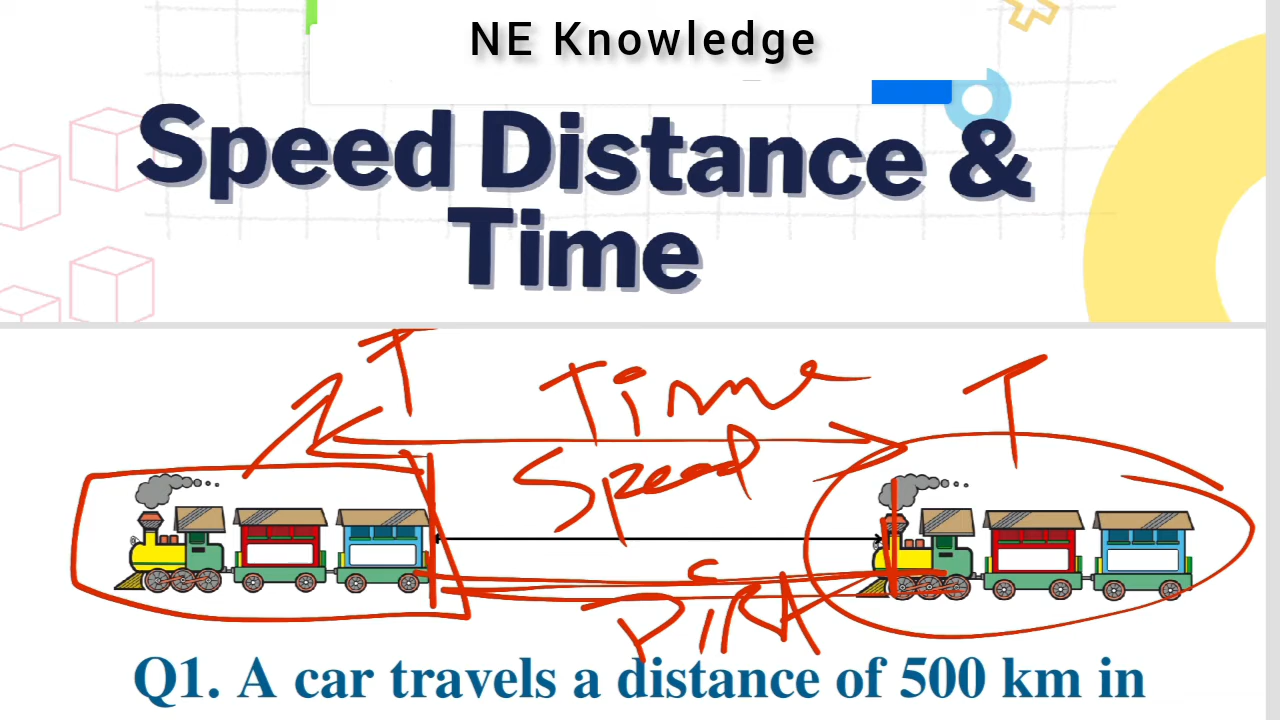 NE Knowledge
Speed Distance &
Time
T
Time
T
Speed
Q1. A car travels a distance of 500 km in